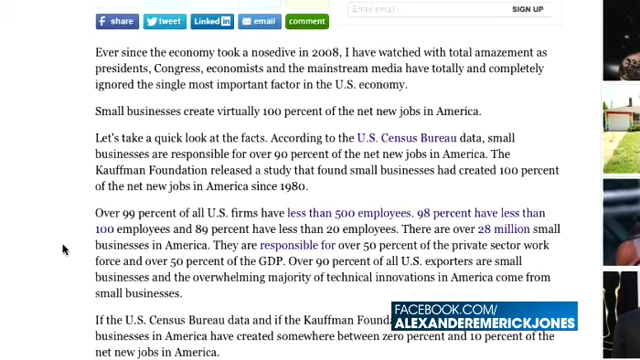 share
tweet
LinkedIn
email
comment
Enter email
SIGN UP
Ever since the economy took a nosedive in 2008, I have watched with total amazement as
presidents, Congress, economists and the mainstream media have totally and completely
ignored the single most important factor in the U.S. economy.
Small businesses create virtually 100 percent of the net new jobs in America.
Let's take a quick look at the facts. According to the U.S. Census Bureau data, small
businesses are responsible for over 90 percent of the net new jobs in America. The
Kauffman Foundation released a study that found small businesses had created 100 percent
of the net new jobs in America since 1980.
Over 99 percent of all U.S. firms have less than 500 employees. 98 percent have less than
100 employees and 89 percent have less than 20 employees. There are over 28 million small
businesses in America. They are responsible for over 50 percent of the private sector work
force and over 50 percent of the GDP. Over 90 percent of all U.S. exporters are small
businesses and the overwhelming majority of technical innovations in America come from
small businesses.
If the U.S. Census Bureau data and if the Kauffman
businesses in America have created somewhere between zero percent and 10 percent of the
net new jobs in America.
FACEBOOK.COM/
ALEXANDEREMERICKJONES